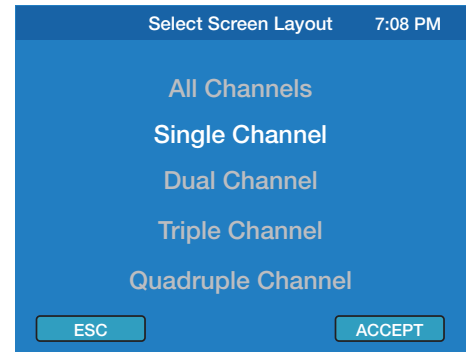 Select Screen Layout 7:08 PM
All Channels
Single Channel
Dual Channel
Triple Channel
Quadruple Channel
ESC ACCEPT